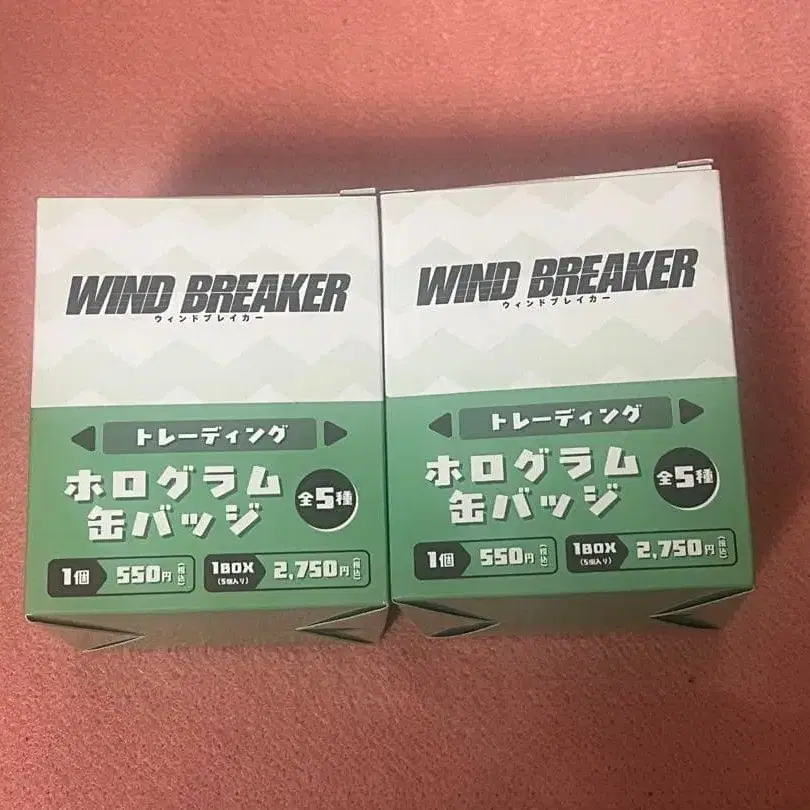 WIND BREAKER
ウィンドブレイカー
トレーディング
ホログラム
缶バッジ
全5種
1個 550円(税込)
1BOX (5個入り) 2,750円(税込)
WIND BREAKER
ウィンドブレイカー
トレーディング
ホログラム
缶バッジ
全5種
1個 550円(税込)
1BOX (5個入り) 2,750円(税込)